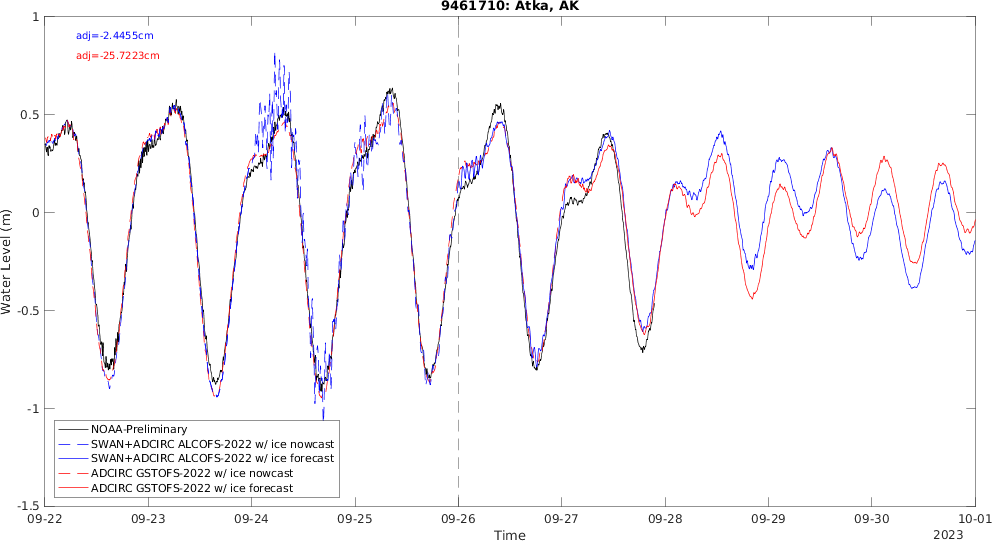 9461710: Atka, AK
adj=-2.4455cm
adj=-25.7223cm
Water Level (m)
1
0.5
0
-0.5
-1
-1.5
NOAA-Preliminary
SWAN+ADCIRC ALCOFS-2022 w/ ice nowcast
SWAN+ADCIRC ALCOFS-2022 w/ ice forecast
ADCIRC GSTOFS-2022 w/ ice nowcast
ADCIRC GSTOFS-2022 w/ ice forecast
09-22 09-23 09-24 09-25 09-26 09-27 09-28 09-29 09-30 10-01
Time
2023